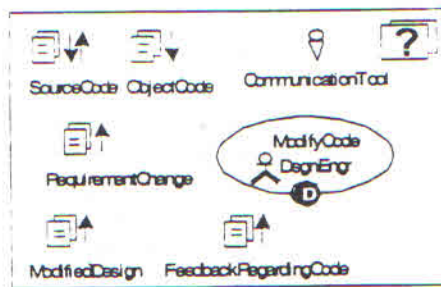 ?
SourceCode ObjectCode CommunicationTool
ModifyCode
RequirementChange DsgnEngr
D
ModifiedDesign FeedbackRegardingCode